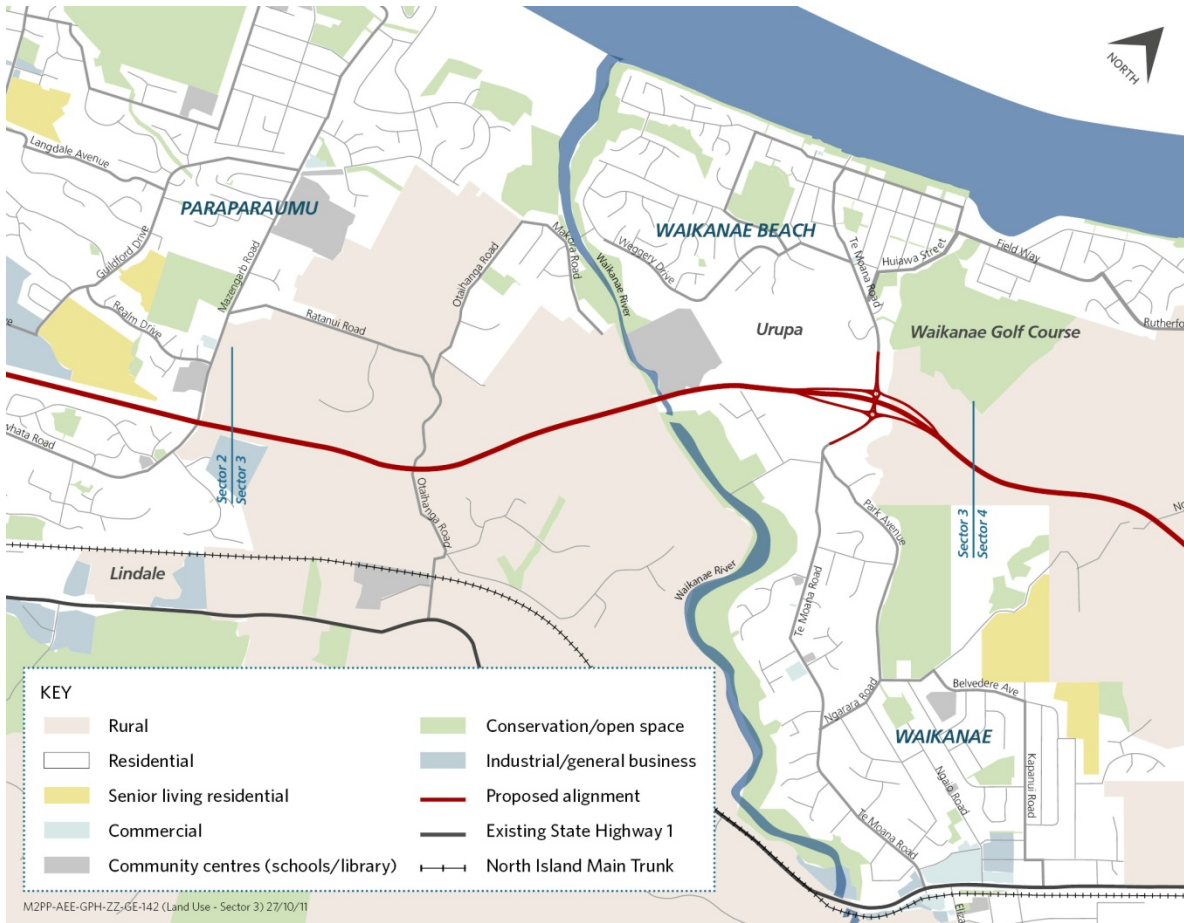 NORTH
Langdale Avenue
PARAPARAUMU
Guildford Drive
Mazengarb Road
Realm Drive
Ratanui Road
Otaihanga Road
Makora Road
Waikanae River
Weggery Drive
WAIKANAE BEACH
Te Moana Road
Huiawa Street
Field Way
Urupa
Waikanae Golf Course
Sector 2
Sector 3
Otaihanga Road
Lindale
Waikanae River
Park Avenue
Sector 3
Sector 4
Te Moana Road
Ngarara Road
Belvedere Ave
WAIKANAE
Kapanui Road
Ngaio Road
Te Moana Road
KEY
Rural
Residential
Senior living residential
Commercial
Community centres (schools/library)
Conservation/open space
Industrial/general business
Proposed alignment
Existing State Highway 1
North Island Main Trunk
M2PP-AEE-GPH-ZZ-GE-142 (Land Use - Sector 3) 27/10/11